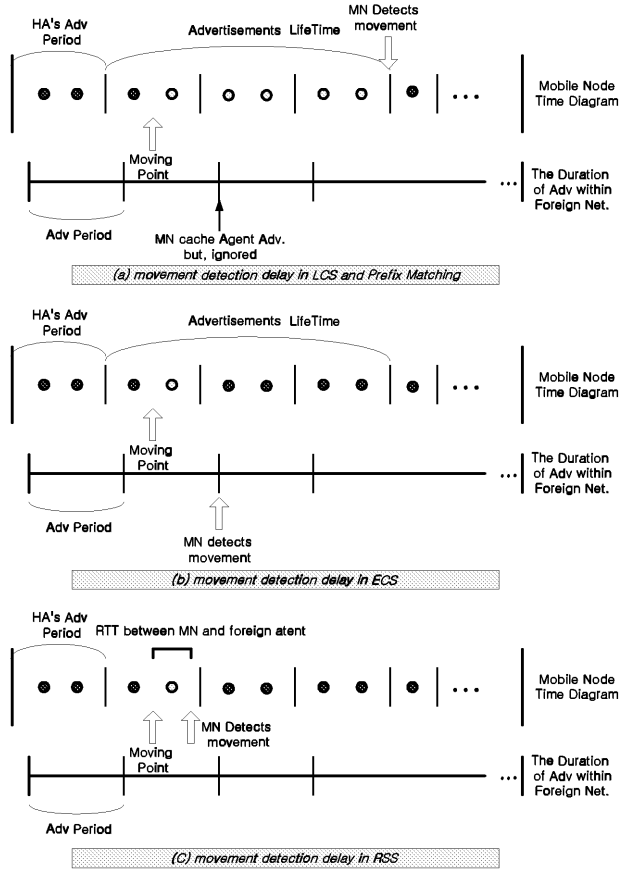 MN Detects
movement
HA's Adv
Period
Advertisements LifeTime
Mobile Node
Time Diagram
Moving
Point
The Duration
of Adv within
Foreign Net.
Adv Period
MN cache Agent Adv.
but, ignored
(a) movement detection delay in LCS and Prefix Matching
HA's Adv
Period
Advertisements LifeTime
Mobile Node
Time Diagram
Moving
Point
The Duration
of Adv within
Foreign Net.
Adv Period
MN detects
movement
(b) movement detection delay in ECS
HA's Adv
Period
RTT between MN and foreign atent
Mobile Node
Time Diagram
MN Detects
movement
Moving
Point
The Duration
of Adv within
Foreign Net.
Adv Period
(C) movement detection delay in RSS